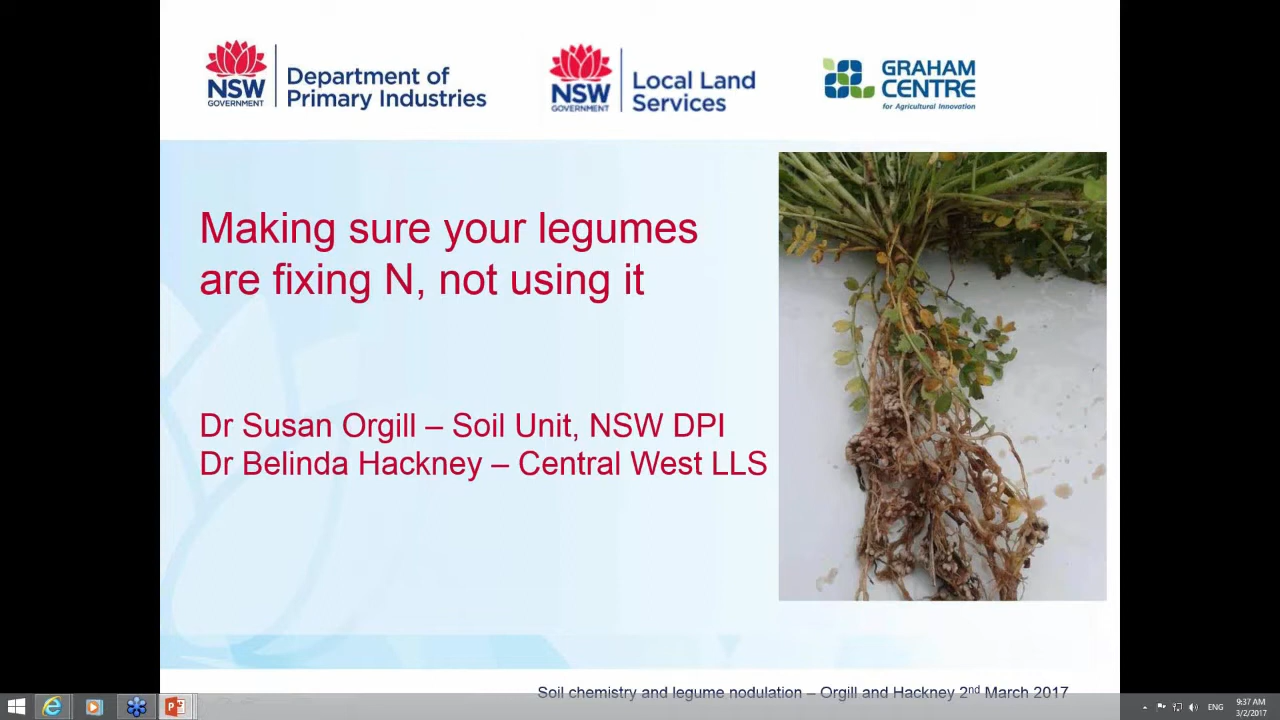 NSW
GOVERNMENT
Department of
Primary Industries
NSW
GOVERNMENT
Local Land
Services
GRAHAM
CENTRE
for Agricultural Innovation
Making sure your legumes
are fixing N, not using it
Dr Susan Orgill – Soil Unit, NSW DPI
Dr Belinda Hackney – Central West LLS
Soil chemistry and legume nodulation – Orgill and Hackney 2nd March 2017
ENG
9:37 AM
3/2/2017